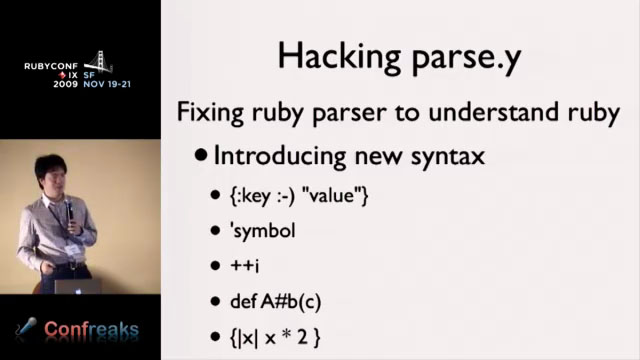 RUBYCONF
IX SF
2009 NOV 19-21
Hacking parse.y
Fixing ruby parser to understand ruby
• Introducing new syntax
• {:key :-) "value"}
• 'symbol
• ++i
• def A#b(c)
• {|x| x * 2 }
Confreaks